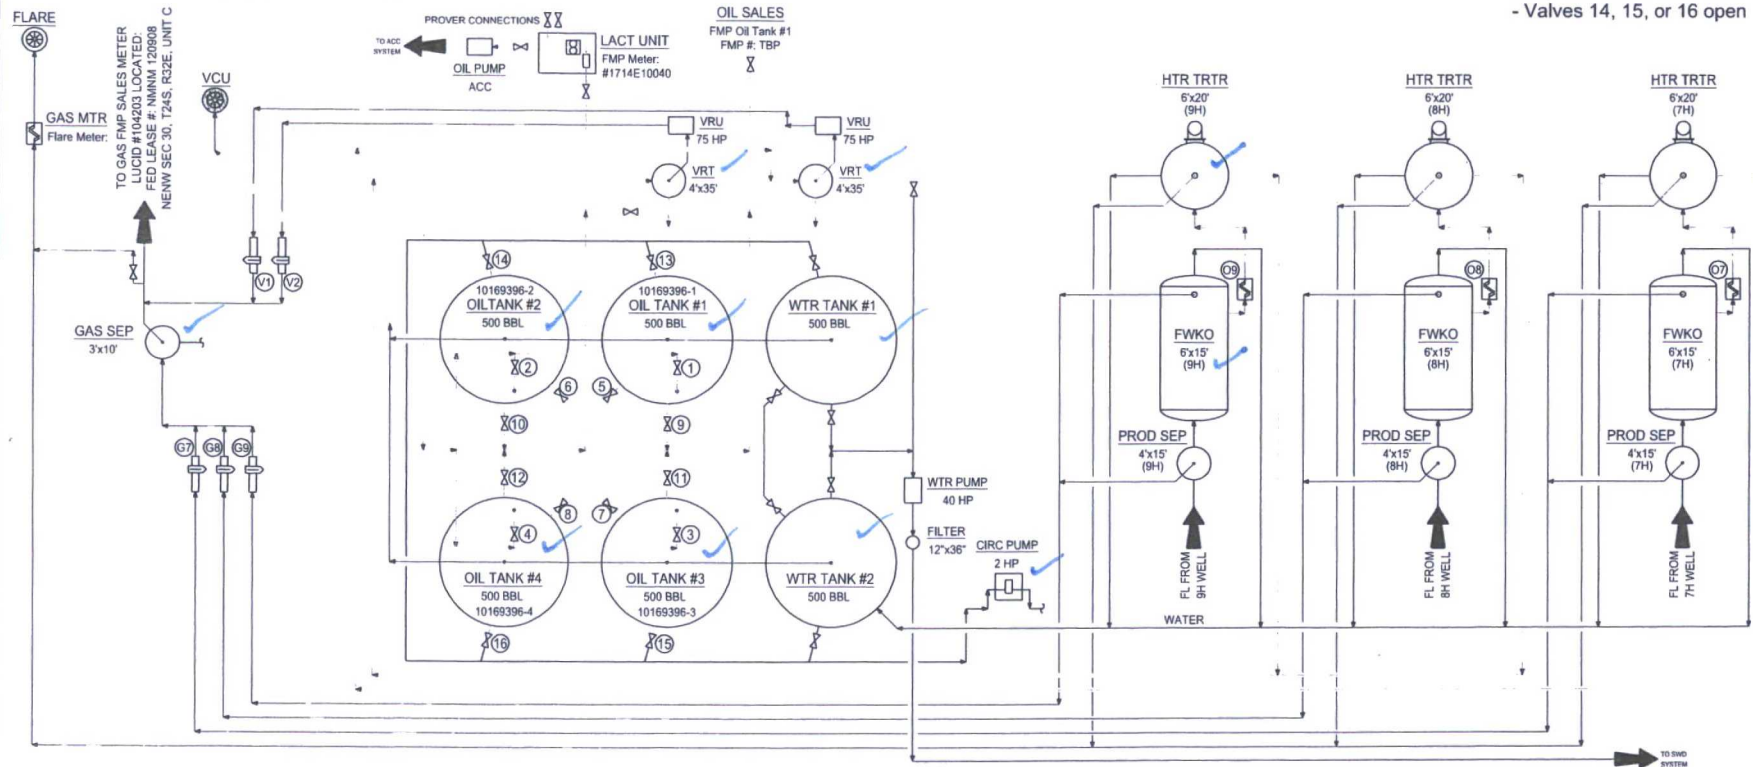 - Valves 14, 15, or 16 open
FLARE
GAS MTR
Flare Meter:
TO GAS FMP SALES METER
LUCID #104203 LOCATED:
FED LEASE #: NMNM 120908
NENW SEC 30, T24S, R32E, UNIT C
VCU
PROVER CONNECTIONS
TO ACC
SYSTEM
OIL PUMP
ACC
LACT UNIT
FMP Meter:
#1714E10040
OIL SALES
FMP Oil Tank #1
FMP #: TBP
VRU
75 HP
VRT
4'x35'
VRU
75 HP
VRT
4'x35'
V1
V2
GAS SEP
3'x10'
G7
G8
G9
14
13
10169396-2
OILTANK #2
500 BBL
10169396-1
OIL TANK #1
500 BBL
WTR TANK #1
500 BBL
2
1
6
5
10
9
12
11
8
7
4
3
OIL TANK #4
500 BBL
10169396-4
OIL TANK #3
500 BBL
10169396-3
WTR TANK #2
500 BBL
16
15
WTR PUMP
40 HP
FILTER
12"x36"
CIRC PUMP
2 HP
HTR TRTR
6'x20'
(9H)
HTR TRTR
6'x20'
(8H)
HTR TRTR
6'x20'
(7H)
O9
O8
O7
FWKO
6'x15'
(9H)
FWKO
6'x15'
(8H)
FWKO
6'x15'
(7H)
PROD SEP
4'x15'
(9H)
PROD SEP
4'x15'
(8H)
PROD SEP
4'x15'
(7H)
FL FROM
9H WELL
FL FROM
8H WELL
FL FROM
7H WELL
WATER
TO SWD
SYSTEM